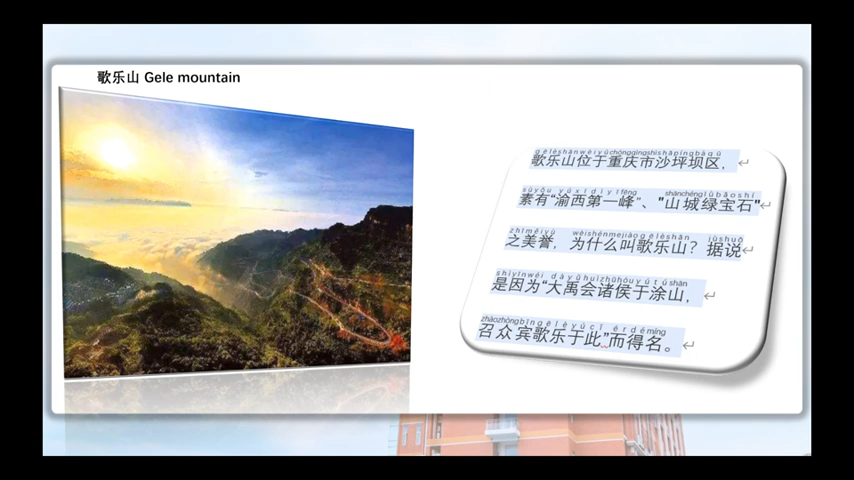 歌乐山 Gele mountain
gēlèshānwèiyúchóngqìngshìshāpíngbàqū
歌乐山位于重庆市沙坪坝区，
sùyǒu yúxīdìyīfēng shānchénglǜbǎoshí
素有“渝西第一峰”、"山城绿宝石"
zhīměiyù wèishénmejiàogēlèshān jùshuō
之美誉，为什么叫歌乐山？据说
shìyīnwèi dàyǔhuìzhūhóuyútúshān
是因为“大禹会诸侯于涂山，
zhàozhòngbīngēlèyúcǐ érdémíng
召众宾歌乐于此”而得名。